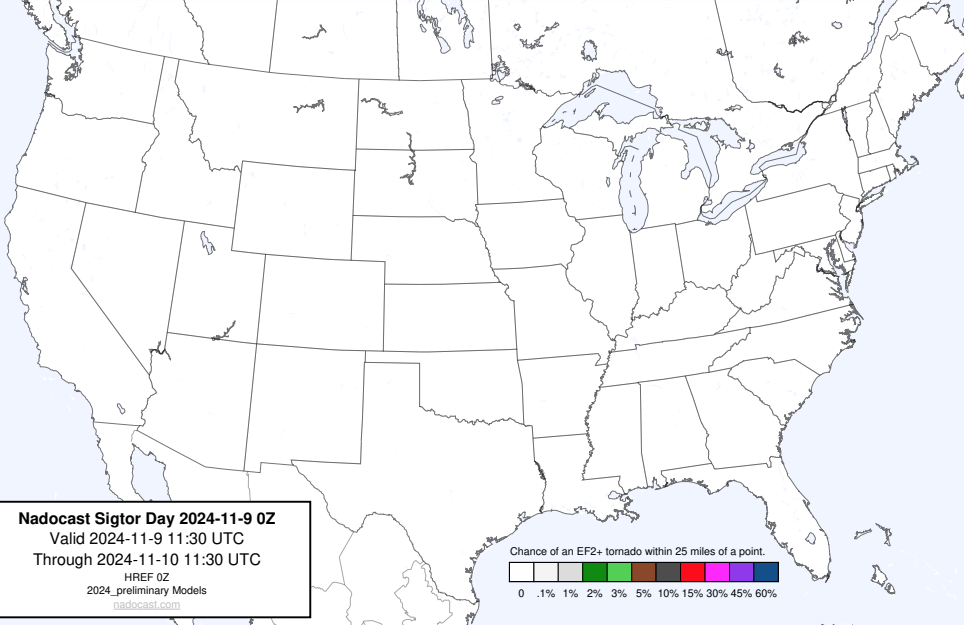 Nadocast Sigtor Day 2024-11-9 0Z
Valid 2024-11-9 11:30 UTC
Through 2024-11-10 11:30 UTC
HREF 0Z
2024_preliminary Models
nadocast.com
Chance of an EF2+ tornado within 25 miles of a point.
0 .1% 1% 2% 3% 5% 10% 15% 30% 45% 60%